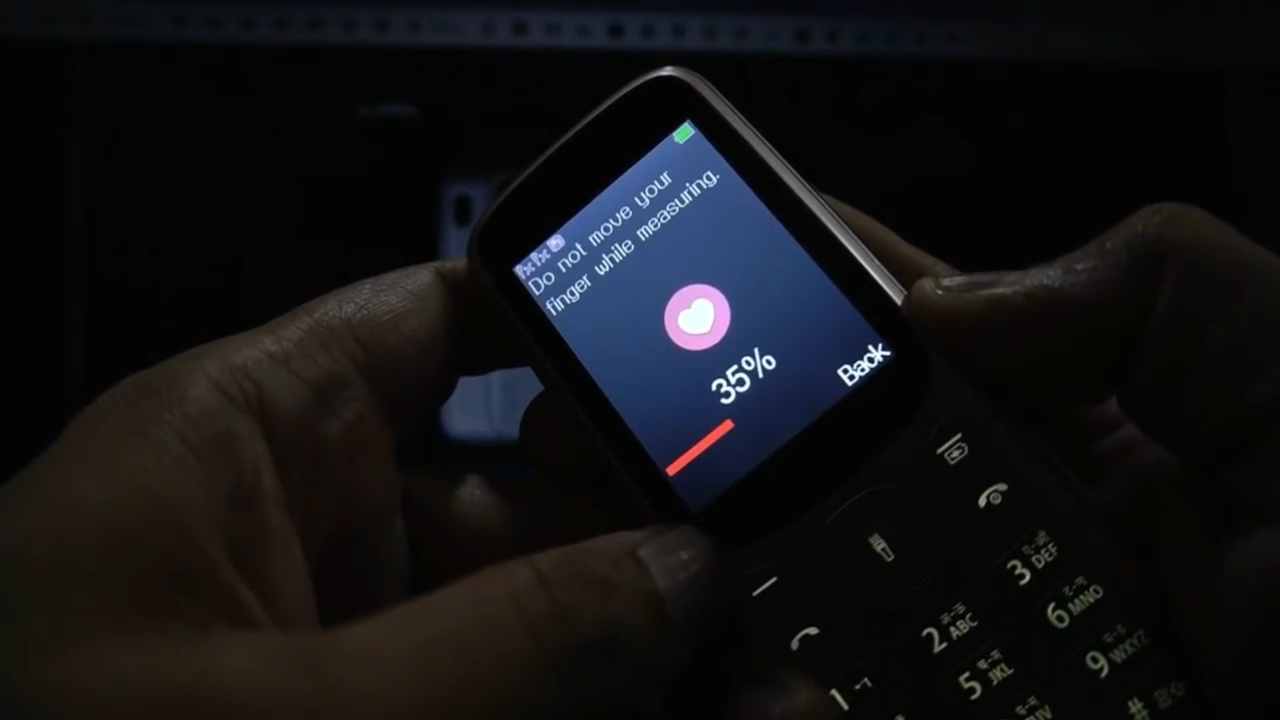 Do not move your
finger while measuring.
35%
Back
1
2 ABC
3 DEF
5 JKL
6 MNO
9 WXYZ
#